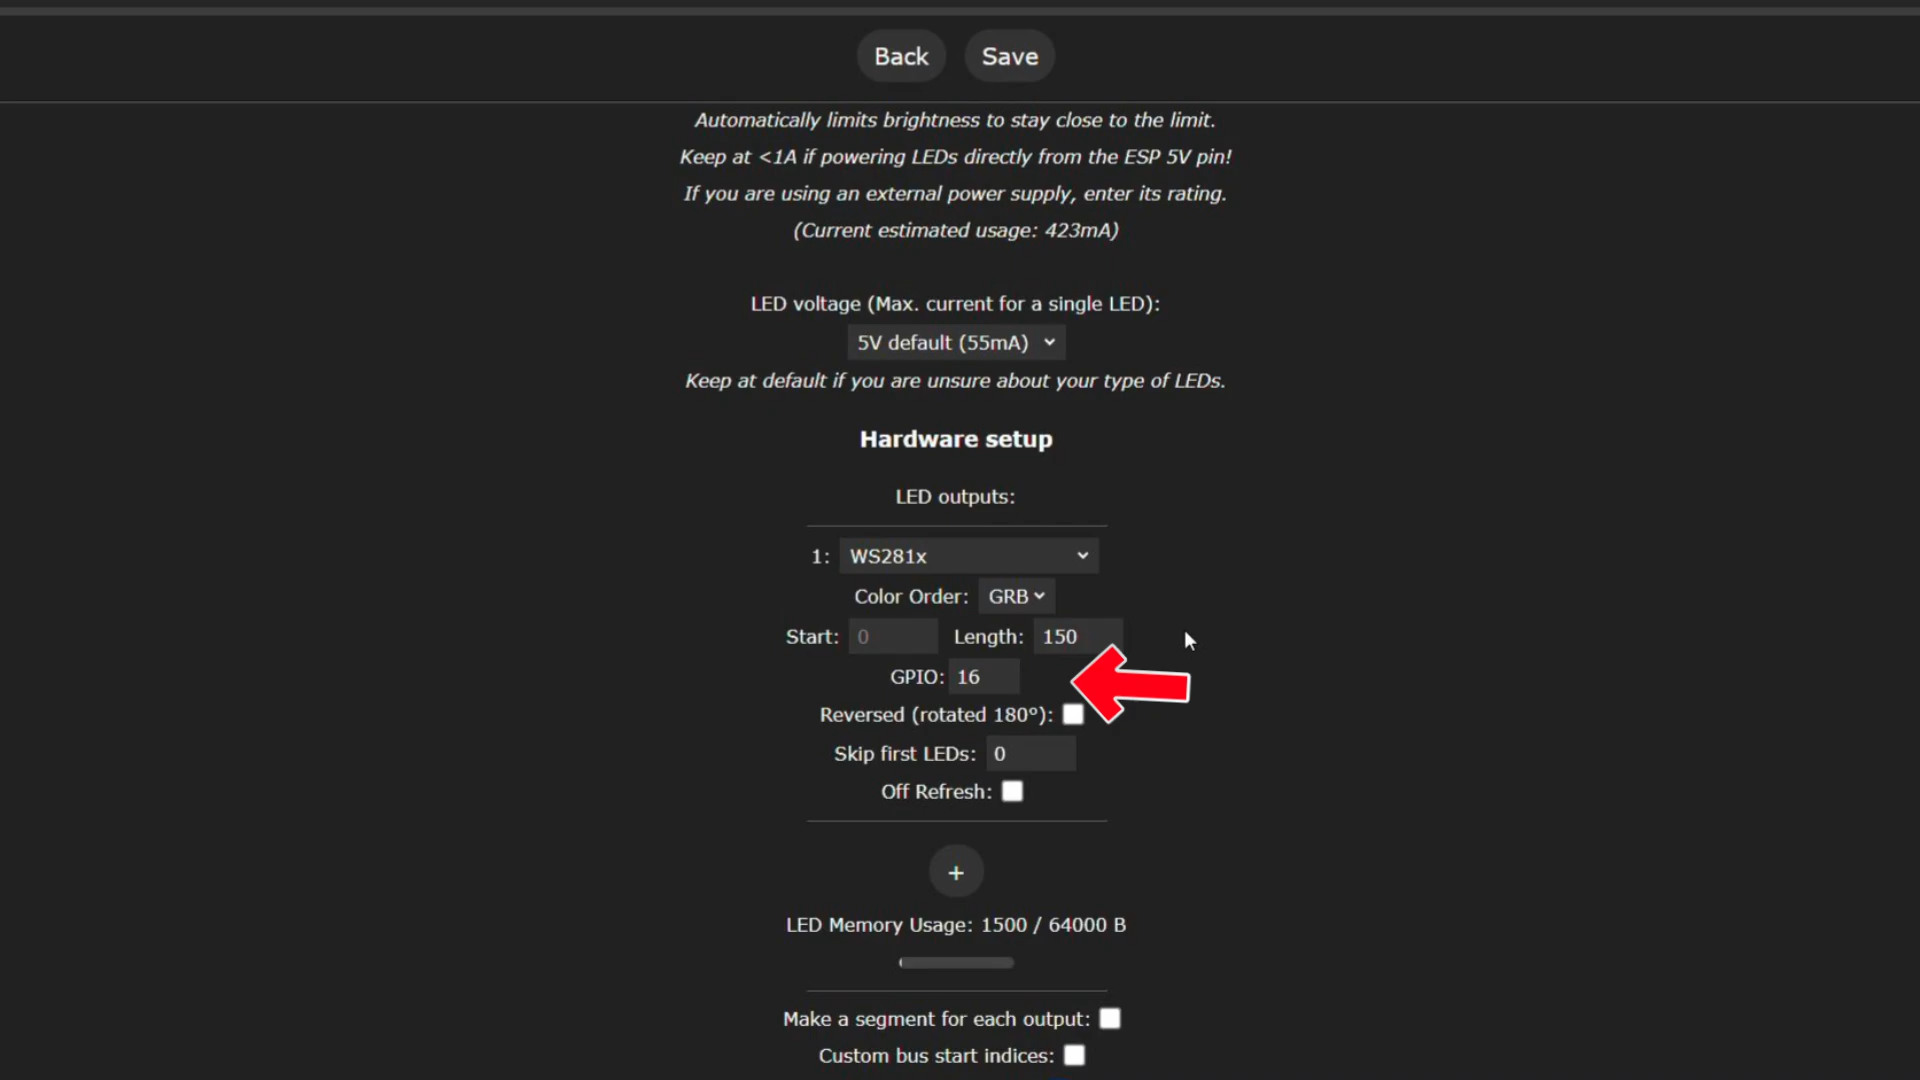 Back Save
Automatically limits brightness to stay close to the limit.
Keep at <1A if powering LEDs directly from the ESP 5V pin!
If you are using an external power supply, enter its rating.
(Current estimated usage: 423mA)
LED voltage (Max. current for a single LED):
5V default (55mA)
Keep at default if you are unsure about your type of LEDs.
Hardware setup
LED outputs:
1: WS281x
Color Order: GRB
Start: 0 Length: 150
GPIO: 16
Reversed (rotated 180°):
Skip first LEDs: 0
Off Refresh:
+
LED Memory Usage: 1500 / 64000 B
Make a segment for each output:
Custom bus start indices: